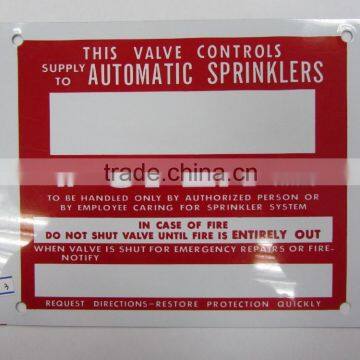 THIS VALVE CONTROLS
SUPPLY TO AUTOMATIC SPRINKLERS
trade.china.cn
TO BE HANDLED ONLY BY AUTHORIZED PERSON OR
BY EMPLOYEE CARING FOR SPRINKLER SYSTEM
IN CASE OF FIRE
DO NOT SHUT VALVE UNTIL FIRE IS ENTIRELY OUT
WHEN VALVE IS SHUT FOR EMERGENCY REPAIRS OR FIRE-
NOTIFY
3
REQUEST DIRECTIONS-RESTORE PROTECTION QUICKLY